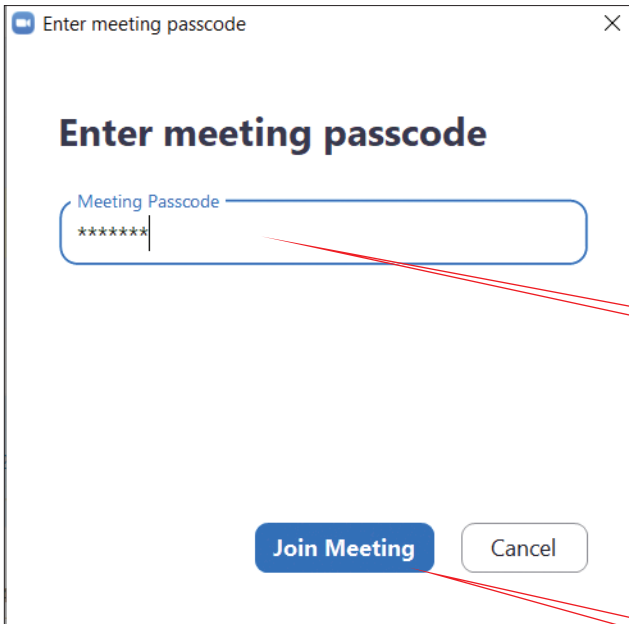 Enter meeting passcode
Enter meeting passcode
Meeting Passcode
*******
Join Meeting
Cancel